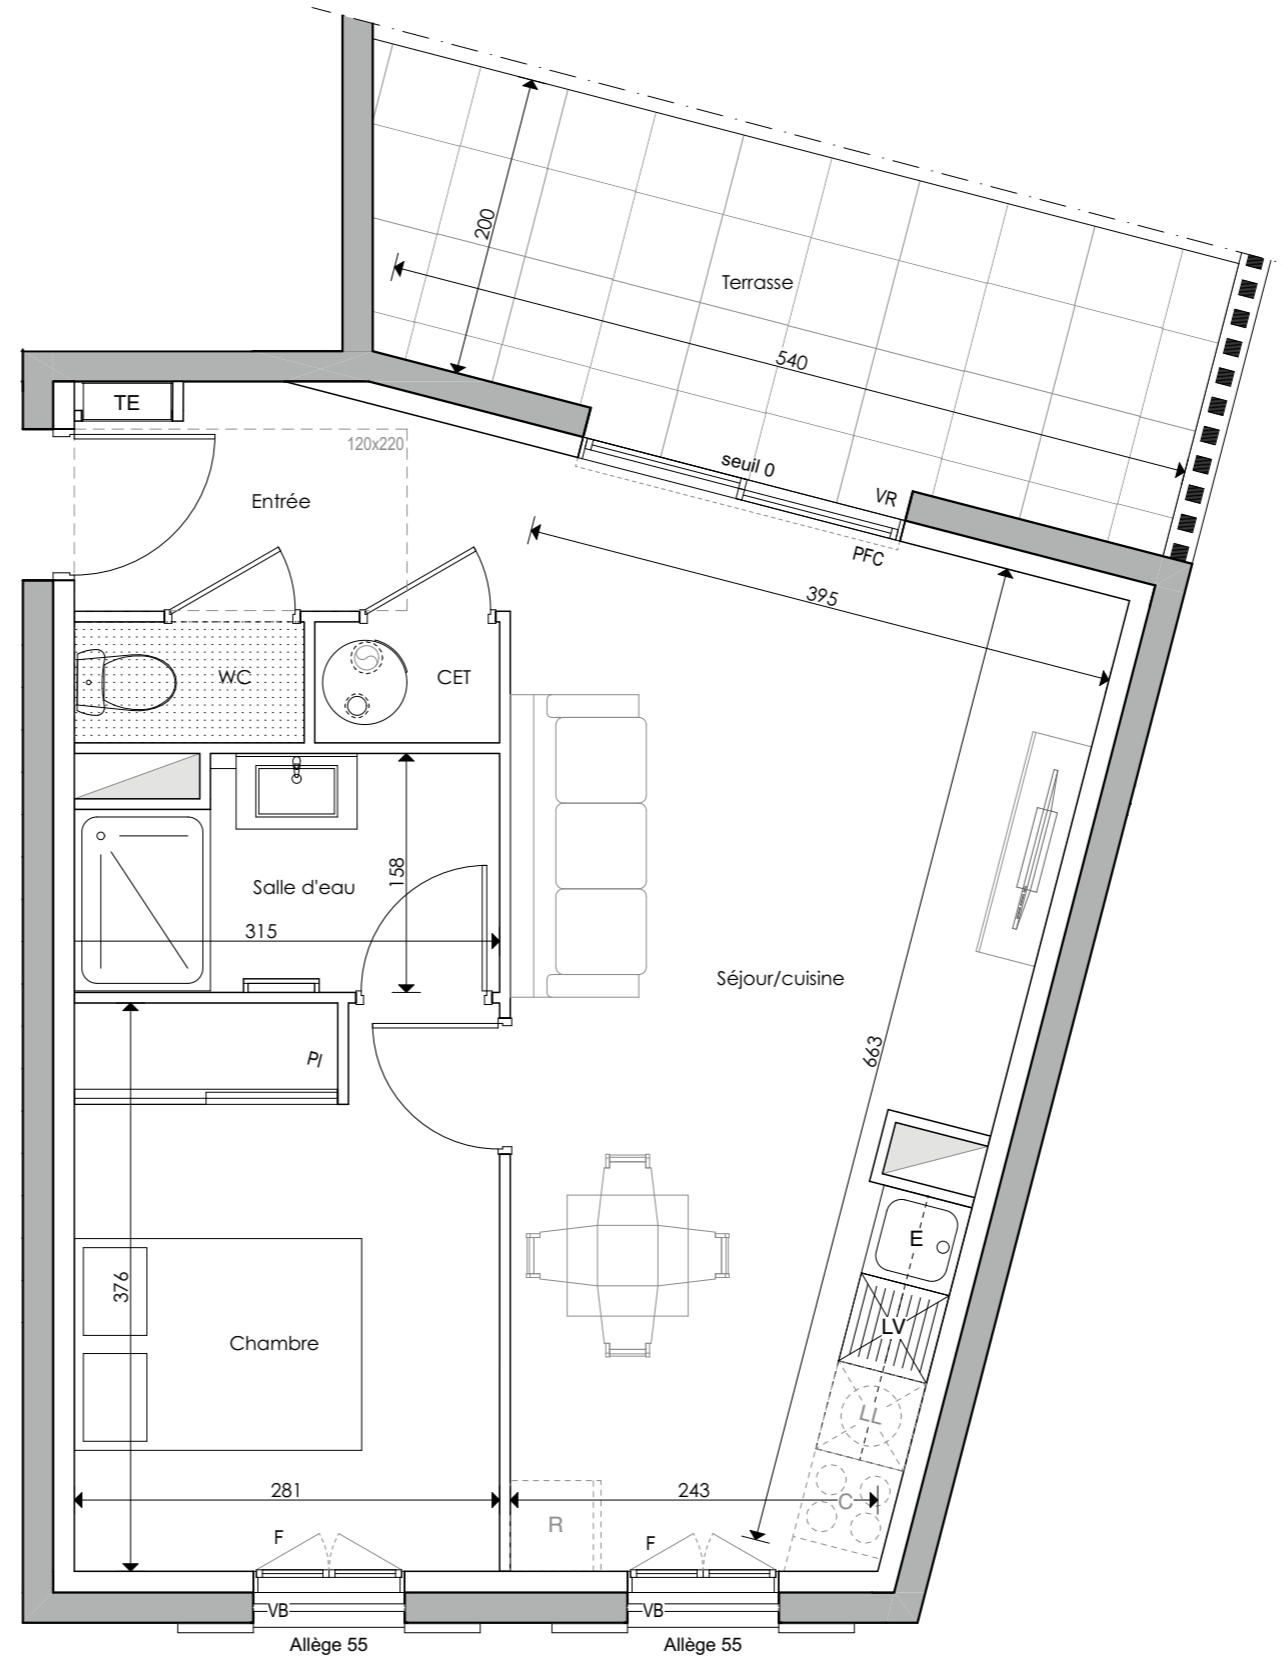 200
Terrasse
540
TE
120x220
seuil 0
VR
Entrée
PFC
395
WC
CET
158
Salle d'eau
315
Séjour/cuisine
663
Pl
E
376
LV
Chambre
LL
281
243
C
R
F
F
VB
VB
Allège 55
Allège 55